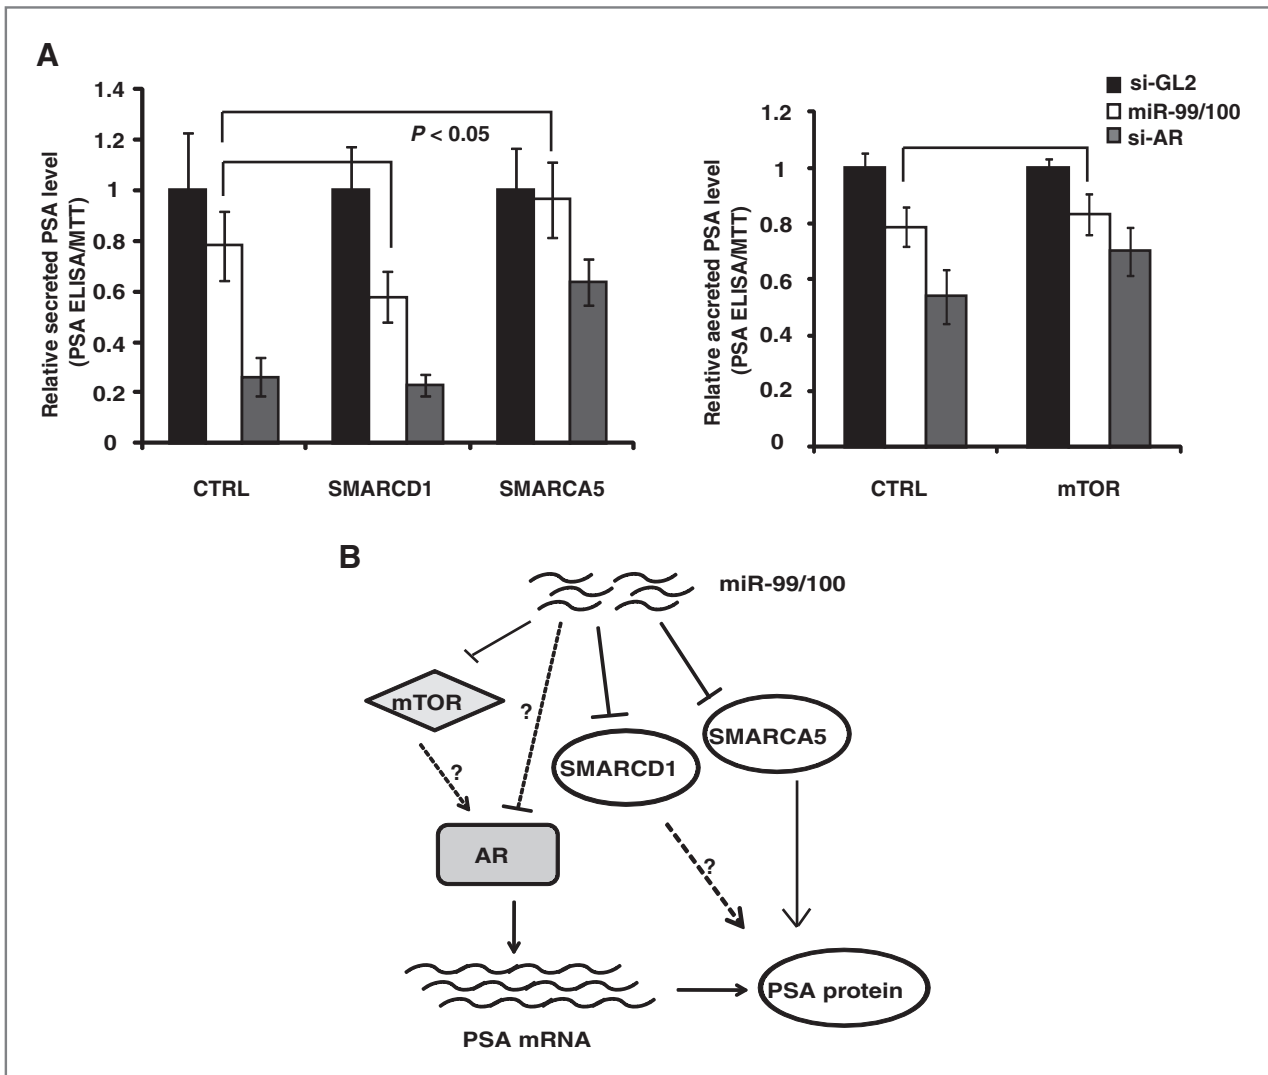 A
1.4
1.2
1
0.8
0.6
0.4
0.2
0
Relative secreted PSA level
(PSA ELISA/MTT)
P < 0.05
CTRL
SMARCD1
SMARCA5
1.2
1
0.8
0.6
0.4
0.2
0
Relative aecreted PSA level
(PSA ELISA/MTT)
si-GL2
miR-99/100
si-AR
CTRL
mTOR
B
miR-99/100
mTOR
?
SMARCA5
SMARCD1
?
AR
?
PSA protein
PSA mRNA